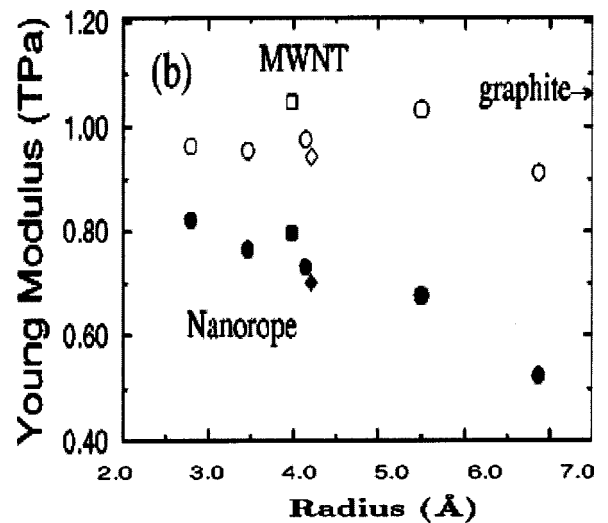 1.20
(b)
MWNT
graphite→
1.00
0.80
Nanorope
0.60
0.40
Young Modulus (TPa)
2.0 3.0 4.0 5.0 6.0 7.0
Radius (Å)